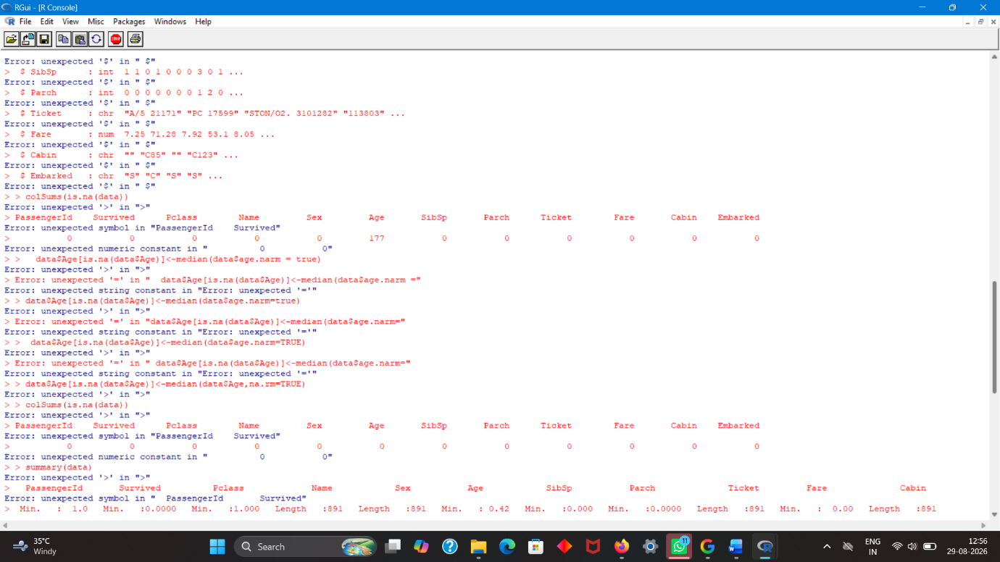 RGui - [R Console]
File Edit View Misc Packages Windows Help
STOP
Error: unexpected '$' in " $"
>  $ SibSp      : int  1 1 0 1 0 0 0 3 0 1 ...
Error: unexpected '$' in " $"
>  $ Parch      : int  0 0 0 0 0 0 0 1 2 0 ...
Error: unexpected '$' in " $"
>  $ Ticket     : chr  "A/5 21171" "PC 17599" "STON/O2. 3101282" "113803" ...
Error: unexpected '$' in " $"
>  $ Fare       : num  7.25 71.28 7.92 53.1 8.05 ...
Error: unexpected '$' in " $"
>  $ Cabin      : chr  "" "C85" "" "C123" ...
Error: unexpected '$' in " $"
>  $ Embarked   : chr  "S" "C" "S" "S" ...
Error: unexpected '$' in " $"
> > colSums(is.na(data))
Error: unexpected '>' in ">"
> PassengerId    Survived      Pclass        Name         Sex         Age       SibSp       Parch      Ticket        Fare       Cabin    Embarked
Error: unexpected symbol in "PassengerId    Survived"
>           0           0           0           0           0         177           0           0           0           0           0           0
Error: unexpected numeric constant in "          0           0"
> >   data$Age[is.na(data$Age)]<-median(data$age.narm = true)
Error: unexpected '>' in ">"
> Error: unexpected '=' in "  data$Age[is.na(data$Age)]<-median(data$age.narm ="
Error: unexpected string constant in "Error: unexpected '='"
> > data$Age[is.na(data$Age)]<-median(data$age.narm=true)
Error: unexpected '>' in ">"
> Error: unexpected '=' in "data$Age[is.na(data$Age)]<-median(data$age.narm="
Error: unexpected string constant in "Error: unexpected '='"
> >  data$Age[is.na(data$Age)]<-median(data$age.narm=TRUE)
Error: unexpected '>' in ">"
> Error: unexpected '=' in " data$Age[is.na(data$Age)]<-median(data$age.narm="
Error: unexpected string constant in "Error: unexpected '='"
> > data$Age[is.na(data$Age)]<-median(data$Age,na.rm=TRUE)
Error: unexpected '>' in ">"
> > colSums(is.na(data))
Error: unexpected '>' in ">"
> PassengerId    Survived      Pclass        Name         Sex         Age       SibSp       Parch      Ticket        Fare       Cabin    Embarked
Error: unexpected symbol in "PassengerId    Survived"
>           0           0           0           0           0           0           0           0           0           0           0           0
Error: unexpected numeric constant in "          0           0"
> > summary(data)
Error: unexpected '>' in ">"
>   PassengerId       Survived          Pclass             Name            Sex           Age            SibSp           Parch              Ticket         Fare              Cabin
Error: unexpected symbol in "  PassengerId       Survived"
>  Min.   :  1.0   Min.   :0.0000   Min.   :1.000   Length   :891   Length   :891   Min.   : 0.42   Min.   :0.000   Min.   :0.0000   Length   :891   Min.   :  0.00   Length   :891
35°C
Windy
Search
11
ENG
IN
12:56
29-08-2026